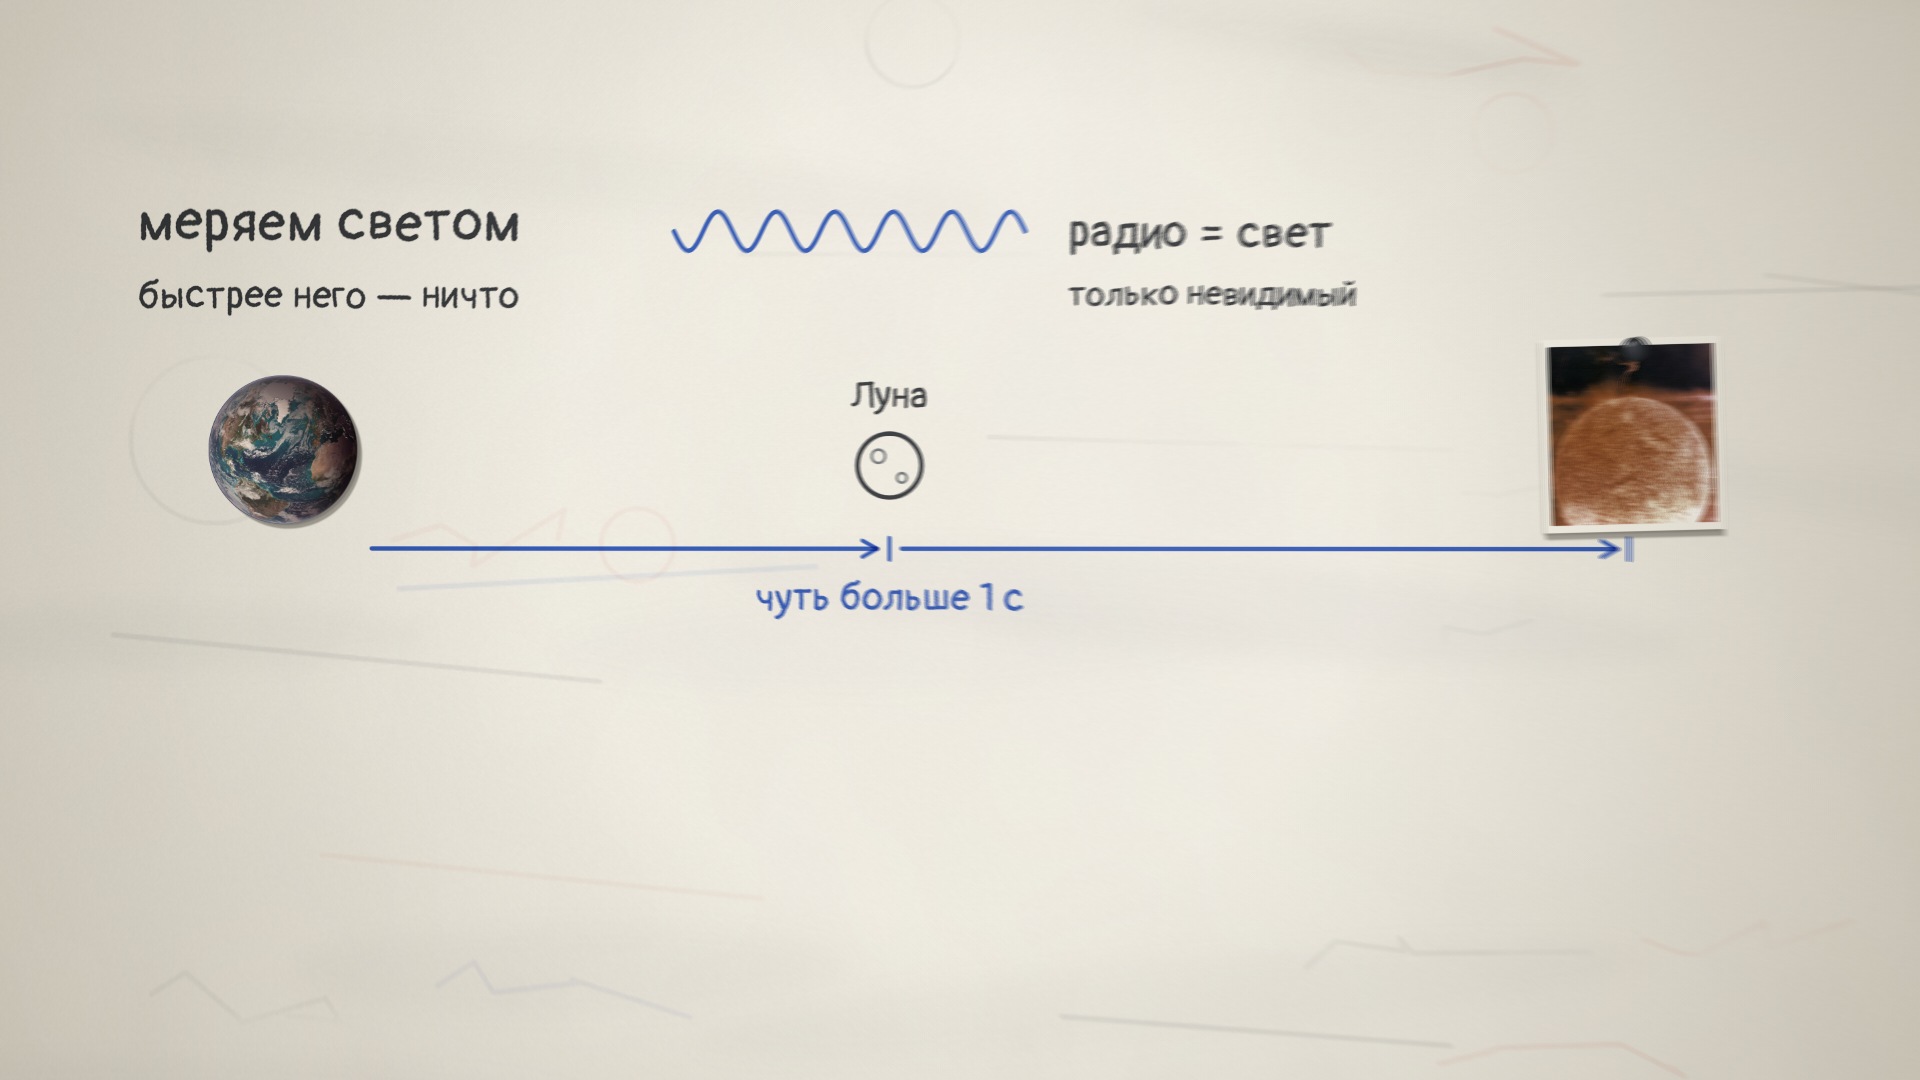 меряем светом
быстрее него — ничто
радио = свет
только невидимый
Луна
чуть больше 1 с